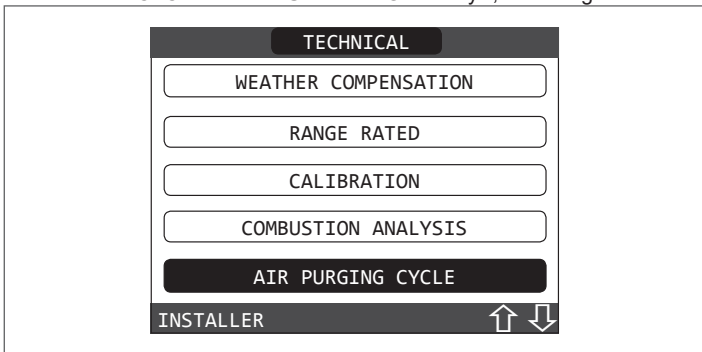 TECHNICAL
WEATHER COMPENSATION
RANGE RATED
CALIBRATION
COMBUSTION ANALYSIS
AIR PURGING CYCLE
INSTALLER